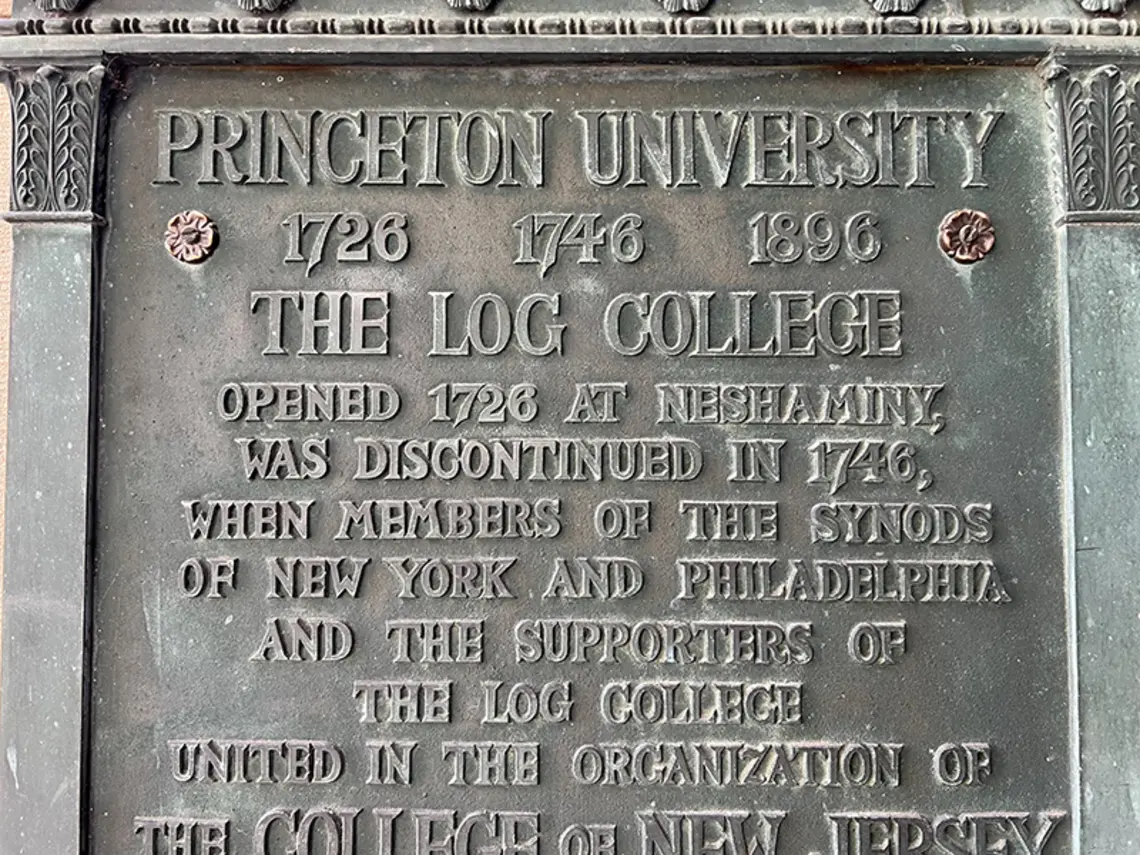 PRINCETON UNIVERSITY
1726 1746 1896
THE LOG COLLEGE
OPENED 1726 AT NESHAMINY,
WAS DISCONTINUED IN 1746,
WHEN MEMBERS OF THE SYNODS
OF NEW YORK AND PHILADELPHIA
AND THE SUPPORTERS OF
THE LOG COLLEGE
UNITED IN THE ORGANIZATION OF
THE COLLEGE OF NEW JERSEY